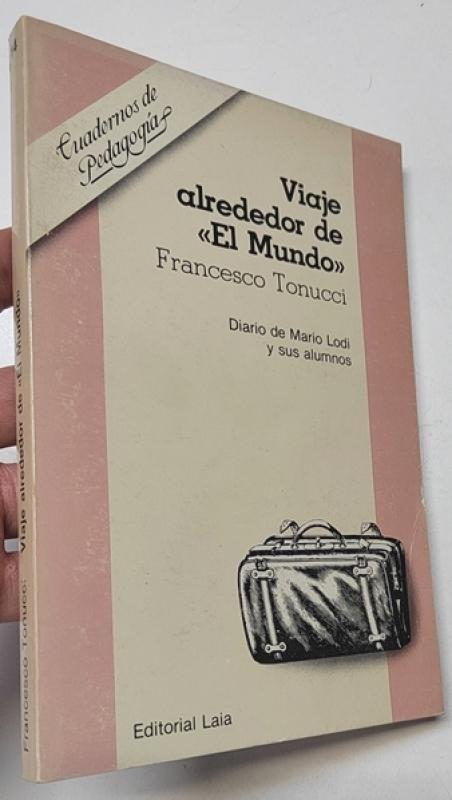 Cuadernos de
Pedagogía
Viaje
alrededor de
«El Mundo»
Francesco Tonucci
Diario de Mario Lodi
y sus alumnos
Editorial Laia
Francesco Tonucci: Viaje alrededor de «El Mundo»
4